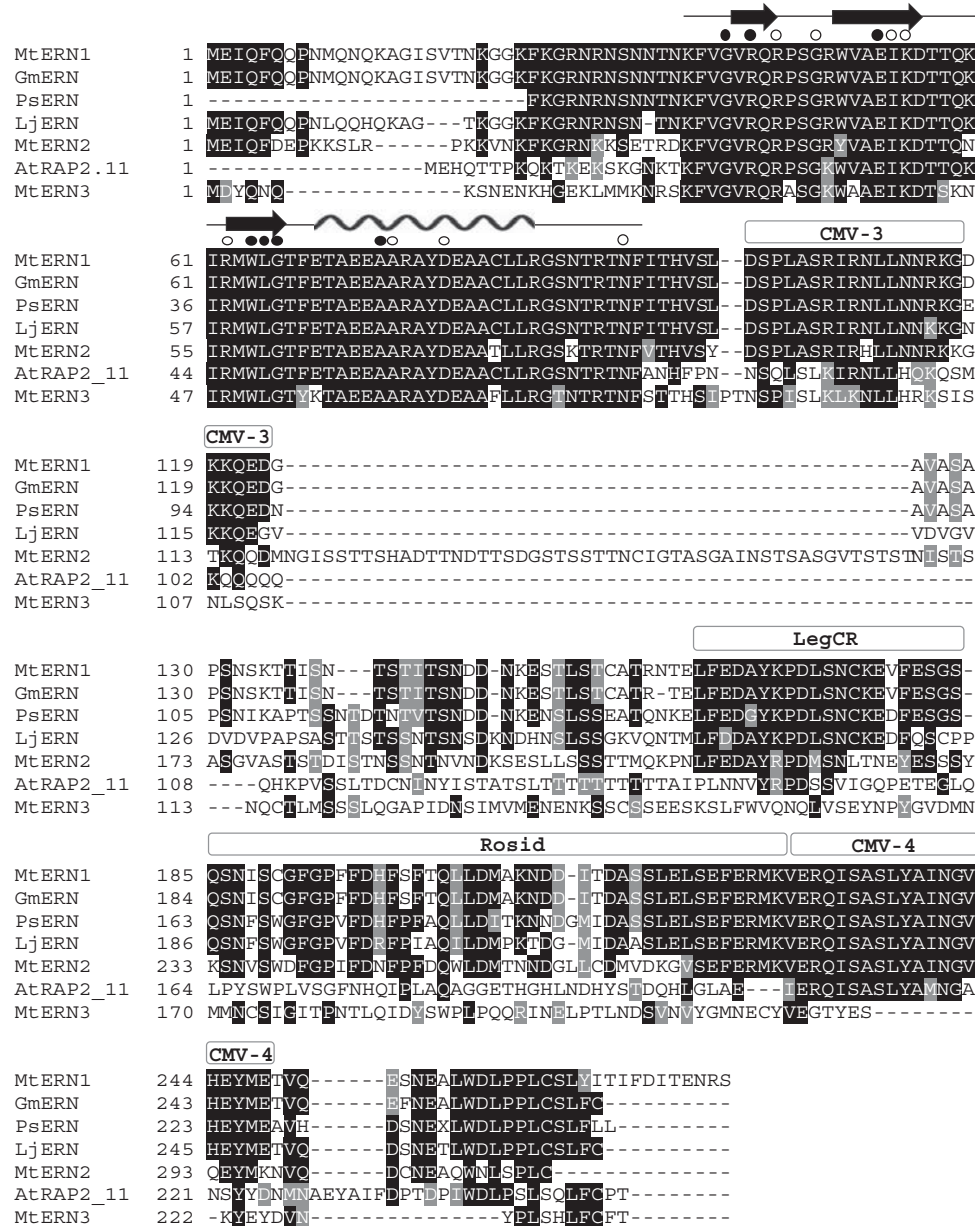 MtERN1 1 MEIQFQQPNMQNQKAGISVTNKGGKFKGRNRNSNNTNKFVGVRQRPSGRWVAEIKDTTQK
GmERN 1 MEIQFQQPNMQNQKAGISVTNKGGKFKGRNRNSNNTNKFVGVRQRPSGRWVAEIKDTTQK
PsERN 1 -------------------------FKGRNRNSNNTNKFVGVRQRPSGRWVAEIKDTTQK
LjERN 1 MEIQFQQPNLQQHQKAG---TKGGKFKGRNRNSN-TNKFVGVRQRPSGRWVAEIKDTTQK
MtERN2 1 MEIQFDEPKKSLR------PKKVNKFKGRNKKSETRDKFVGVRQRPSGRYVAEIKDTTQN
AtRAP2.11 1 -----------------MEHQTTPKQKTKEKSKGNKTKFVGVRQRPSGKWVAEIKDTTQK
MtERN3 1 MDYQNQ--------------KSNENKHGEKLMMKNRSKFVGVRQRASGKWAAEIKDTSKN
CMV-3
MtERN1 61 IRMWLGTFETAEEAARAYDEAACLLRGSNTRTNFITHVSL--DSPLASRIRNLLNNRKGD
GmERN 61 IRMWLGTFETAEEAARAYDEAACLLRGSNTRTNFITHVSL--DSPLASRIRNLLNNRKGD
PsERN 36 IRMWLGTFETAEEAARAYDEAACLLRGSNTRTNFITHVSL--DSPLASRIRNLLNNRKGE
LjERN 57 IRMWLGTFETAEEAARAYDEAACLLRGSNTRTNFITHVSL--DSPLASRIRNLLNNKKGN
MtERN2 55 IRMWLGTFETAEEAARAYDEAATLLRGSKTRTNFVTHVSY--DSPLASRIRHLLNNRKKG
AtRAP2_11 44 IRMWLGTFETAEEAARAYDEAACLLRGSNTRTNFANHFPN--NSQLSLKIRNLLHQKQSM
MtERN3 47 IRMWLGTYKTAEEAARAYDEAAFLLRGTNTRTNFSTTHSIPTNSPISLKLKNLLHRKSIS
CMV-3
MtERN1 119 KKQEDG------------------------------------------------AVASA
GmERN 119 KKQEDG------------------------------------------------AVASA
PsERN 94 KKQEDN------------------------------------------------AVASA
LjERN 115 KKQEGV------------------------------------------------VDVGV
MtERN2 113 TKQQDMNGISSTTSHADTTNDTTSDGSTSSTTNCIGTASGAINSTSASGVTSTSTNISTS
AtRAP2_11 102 KQQQQQ-----------------------------------------------------
MtERN3 107 NLSQSK-----------------------------------------------------
LegCR
MtERN1 130 PSNSKTTISN---TSTITSNDD-NKESTLSTCATRNTELFEDAYKPDLSNCKEVFESGS-
GmERN 130 PSNSKTTISN---TSTITSNDD-NKESTLSTCATR-TELFEDAYKPDLSNCKEVFESGS-
PsERN 105 PSNIKAPTSSNTDTNTVTSNDD-NKENSLSSEATQNKELFEDGYKPDLSNCKEDFESGS-
LjERN 126 DVDVPAPSASTTSTSSNTSNSDKNDHNSLSSGKVQNTMLFDDAYKPDLSNCKEDFQSCPP
MtERN2 173 ASGVASTSTDISTNSSNTNVNDKSESLLSSSTTMQKPNLFEDAYRPDMSNLTNEYESSSY
AtRAP2_11 108 ----QHKPVSSLTDCNINYISTATSLTTTTTTTTTTAIPLNNVYRPDSSVIGQPETEGLQ
MtERN3 113 ---NQCTLMSSSLQGAPIDNSIMVMENENKSSCSSEESKSLFWVQNQLVSEYNPYGVDMN
Rosid CMV-4
MtERN1 185 QSNISCGFGPFFDHFSFTQLLDMAKNDD-ITDASSLELSEFERMKVERQISASLYAINGV
GmERN 184 QSNISCGFGPFFDHFSFTQLLDMAKNDD-ITDASSLELSEFERMKVERQISASLYAINGV
PsERN 163 QSNFSWGFGPVFDHFPFAQLLDITKNNDGMIDASSLELSEFERMKVERQISASLYAINGV
LjERN 186 QSNFSWGFGPVFDRFPIAQILDMPKTDG-MIDAASLELSEFERMKVERQISASLYAINGV
MtERN2 233 KSNVSWDFGPIFDNFPFDQWLDMTNNDGLLCDMVDKGVSEFERMKVERQISASLYAINGV
AtRAP2_11 164 LPYSWPLVSGFNHQIPLAQAGGETHGHLNDHYSTDQHLGLAE---IERQISASLYAMNGA
MtERN3 170 MMNCSIGITPNTLQIDYSWPLPQQRINELPTLNDSVNVYGMNECYVEGTYES--------
CMV-4
MtERN1 244 HEYMETVQ------ESNEALWDLPPLCSLYITIFDITENRS
GmERN 243 HEYMETVQ------EFNEALWDLPPLCSLFC----------
PsERN 223 HEYMEAVH------DSNEXLWDLPPLCSLFLL---------
LjERN 245 HEYMETVQ------DSNETLWDLPPLCSLFC----------
MtERN2 293 QEYMKNVQ------DCNEAQWNLSPLC--------------
AtRAP2_11 221 NSYYDNMNAEYAIFDPTDPIWDLPSLSQLFCPT--------
MtERN3 222 -KYEYDVN---------------YPLSHLFCFT--------